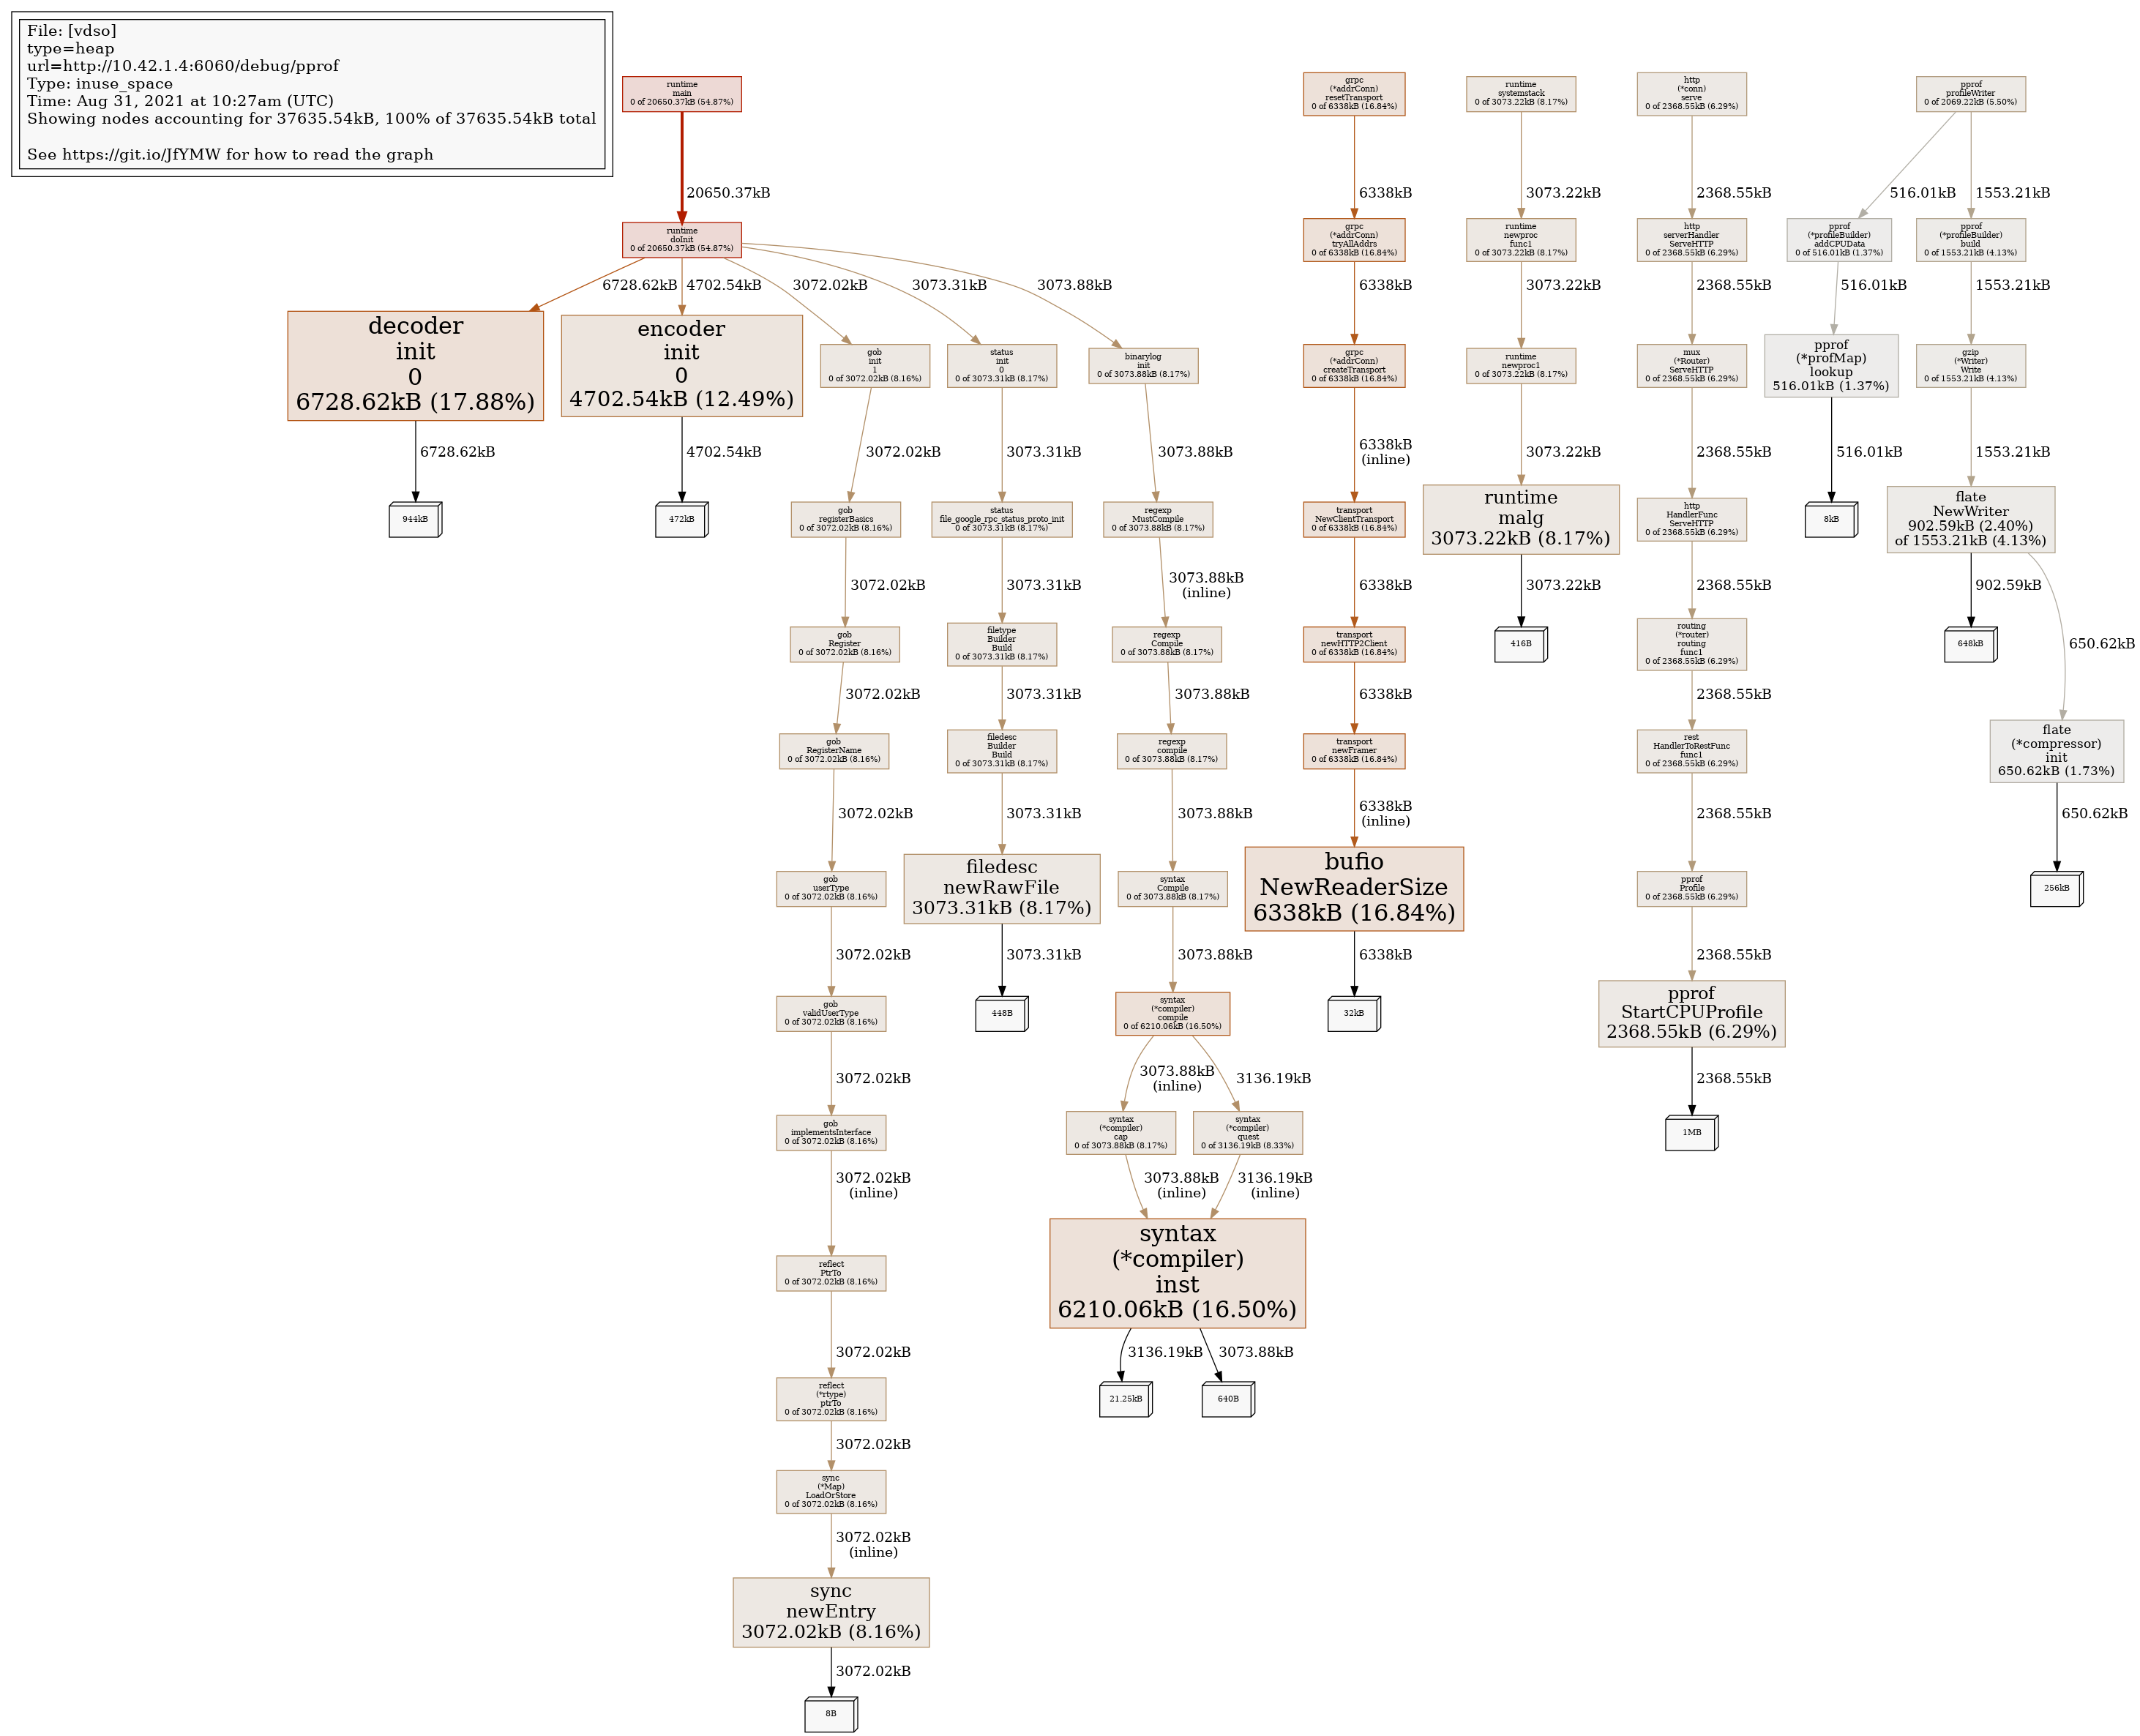 File: [vdso]
type=heap
url=http://10.42.1.4:6060/debug/pprof
Type: inuse_space
Time: Aug 31, 2021 at 10:27am (UTC)
Showing nodes accounting for 37635.54kB, 100% of 37635.54kB total
See https://git.io/JfYMW for how to read the graph
runtime
main
0 of 20650.37kB (54.87%)
20650.37kB
runtime
doInit
0 of 20650.37kB (54.87%)
6728.62kB
4702.54kB
3072.02kB
3073.31kB
3073.88kB
decoder
init
0
6728.62kB (17.88%)
6728.62kB
944kB
encoder
init
0
4702.54kB (12.49%)
4702.54kB
472kB
gob
init
1
0 of 3072.02kB (8.16%)
3072.02kB
gob
registerBasics
0 of 3072.02kB (8.16%)
3072.02kB
gob
Register
0 of 3072.02kB (8.16%)
3072.02kB
gob
RegisterName
0 of 3072.02kB (8.16%)
3072.02kB
gob
userType
0 of 3072.02kB (8.16%)
3072.02kB
gob
validUserType
0 of 3072.02kB (8.16%)
3072.02kB
gob
implementsInterface
0 of 3072.02kB (8.16%)
3072.02kB
(inline)
reflect
PtrTo
0 of 3072.02kB (8.16%)
3072.02kB
reflect
(*rtype)
ptrTo
0 of 3072.02kB (8.16%)
3072.02kB
sync
(*Map)
LoadOrStore
0 of 3072.02kB (8.16%)
3072.02kB
(inline)
sync
newEntry
3072.02kB (8.16%)
3072.02kB
8B
status
init
0
0 of 3073.31kB (8.17%)
3073.31kB
status
file_google_rpc_status_proto_init
0 of 3073.31kB (8.17%)
3073.31kB
filetype
Builder
Build
0 of 3073.31kB (8.17%)
3073.31kB
filedesc
Builder
Build
0 of 3073.31kB (8.17%)
3073.31kB
filedesc
newRawFile
3073.31kB (8.17%)
3073.31kB
448B
binarylog
init
0 of 3073.88kB (8.17%)
3073.88kB
regexp
MustCompile
0 of 3073.88kB (8.17%)
3073.88kB
(inline)
regexp
Compile
0 of 3073.88kB (8.17%)
3073.88kB
regexp
compile
0 of 3073.88kB (8.17%)
3073.88kB
syntax
Compile
0 of 3073.88kB (8.17%)
3073.88kB
syntax
(*compiler)
compile
0 of 6210.06kB (16.50%)
3073.88kB
(inline)
3136.19kB
syntax
(*compiler)
cap
0 of 3073.88kB (8.17%)
syntax
(*compiler)
quest
0 of 3136.19kB (8.33%)
3073.88kB
(inline)
3136.19kB
(inline)
syntax
(*compiler)
inst
6210.06kB (16.50%)
3136.19kB
3073.88kB
21.25kB
640B
grpc
(*addrConn)
resetTransport
0 of 6338kB (16.84%)
6338kB
grpc
(*addrConn)
tryAllAddrs
0 of 6338kB (16.84%)
6338kB
grpc
(*addrConn)
createTransport
0 of 6338kB (16.84%)
6338kB
(inline)
transport
NewClientTransport
0 of 6338kB (16.84%)
6338kB
transport
newHTTP2Client
0 of 6338kB (16.84%)
6338kB
transport
newFramer
0 of 6338kB (16.84%)
6338kB
(inline)
bufio
NewReaderSize
6338kB (16.84%)
6338kB
32kB
runtime
systemstack
0 of 3073.22kB (8.17%)
3073.22kB
runtime
newproc
func1
0 of 3073.22kB (8.17%)
3073.22kB
runtime
newproc1
0 of 3073.22kB (8.17%)
3073.22kB
runtime
malg
3073.22kB (8.17%)
3073.22kB
416B
http
(*conn)
serve
0 of 2368.55kB (6.29%)
2368.55kB
http
serverHandler
ServeHTTP
0 of 2368.55kB (6.29%)
2368.55kB
mux
(*Router)
ServeHTTP
0 of 2368.55kB (6.29%)
2368.55kB
http
HandlerFunc
ServeHTTP
0 of 2368.55kB (6.29%)
2368.55kB
routing
(*router)
routing
func1
0 of 2368.55kB (6.29%)
2368.55kB
rest
HandlerToRestFunc
func1
0 of 2368.55kB (6.29%)
2368.55kB
pprof
Profile
0 of 2368.55kB (6.29%)
2368.55kB
pprof
StartCPUProfile
2368.55kB (6.29%)
2368.55kB
1MB
pprof
profileWriter
0 of 2069.22kB (5.50%)
516.01kB
1553.21kB
pprof
(*profileBuilder)
addCPUData
0 of 516.01kB (1.37%)
516.01kB
pprof
(*profMap)
lookup
516.01kB (1.37%)
516.01kB
8kB
pprof
(*profileBuilder)
build
0 of 1553.21kB (4.13%)
1553.21kB
gzip
(*Writer)
Write
0 of 1553.21kB (4.13%)
1553.21kB
flate
NewWriter
902.59kB (2.40%)
of 1553.21kB (4.13%)
902.59kB
648kB
650.62kB
flate
(*compressor)
init
650.62kB (1.73%)
650.62kB
256kB